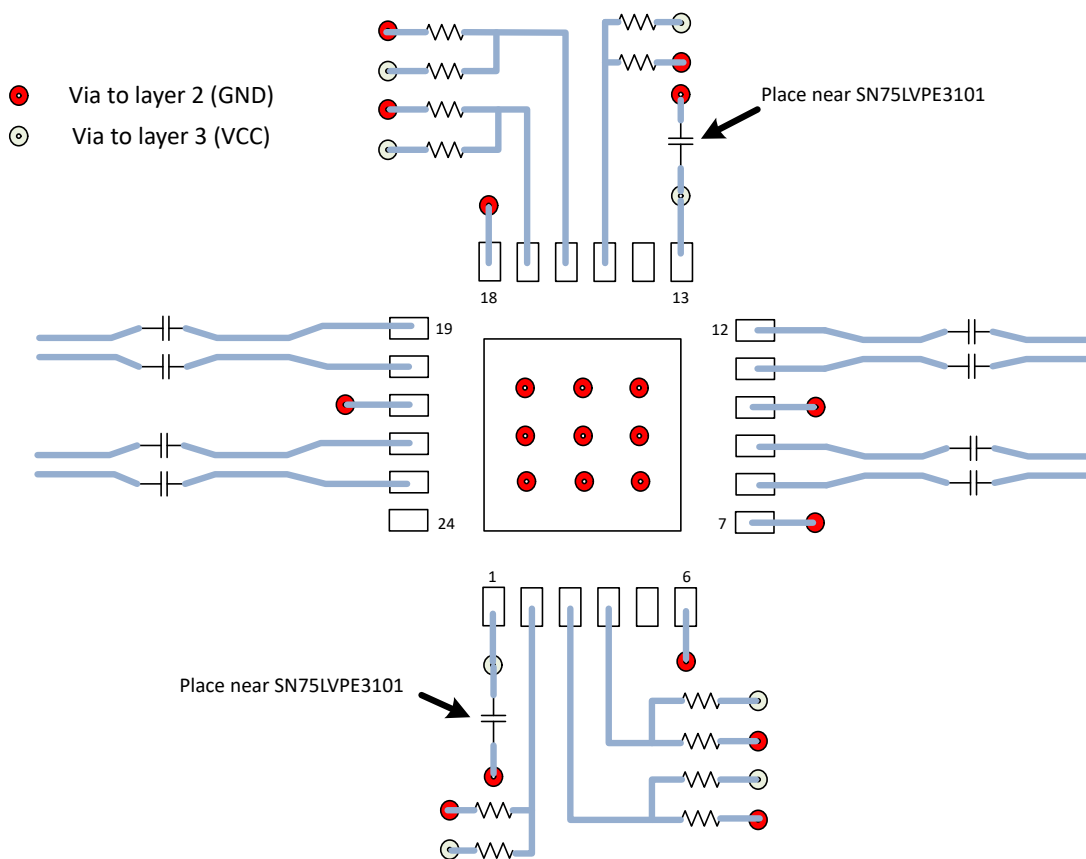 Via to layer 2 (GND)
Via to layer 3 (VCC)
Place near SN75LVPE3101
18
13
19
12
24
7
1
6
Place near SN75LVPE3101